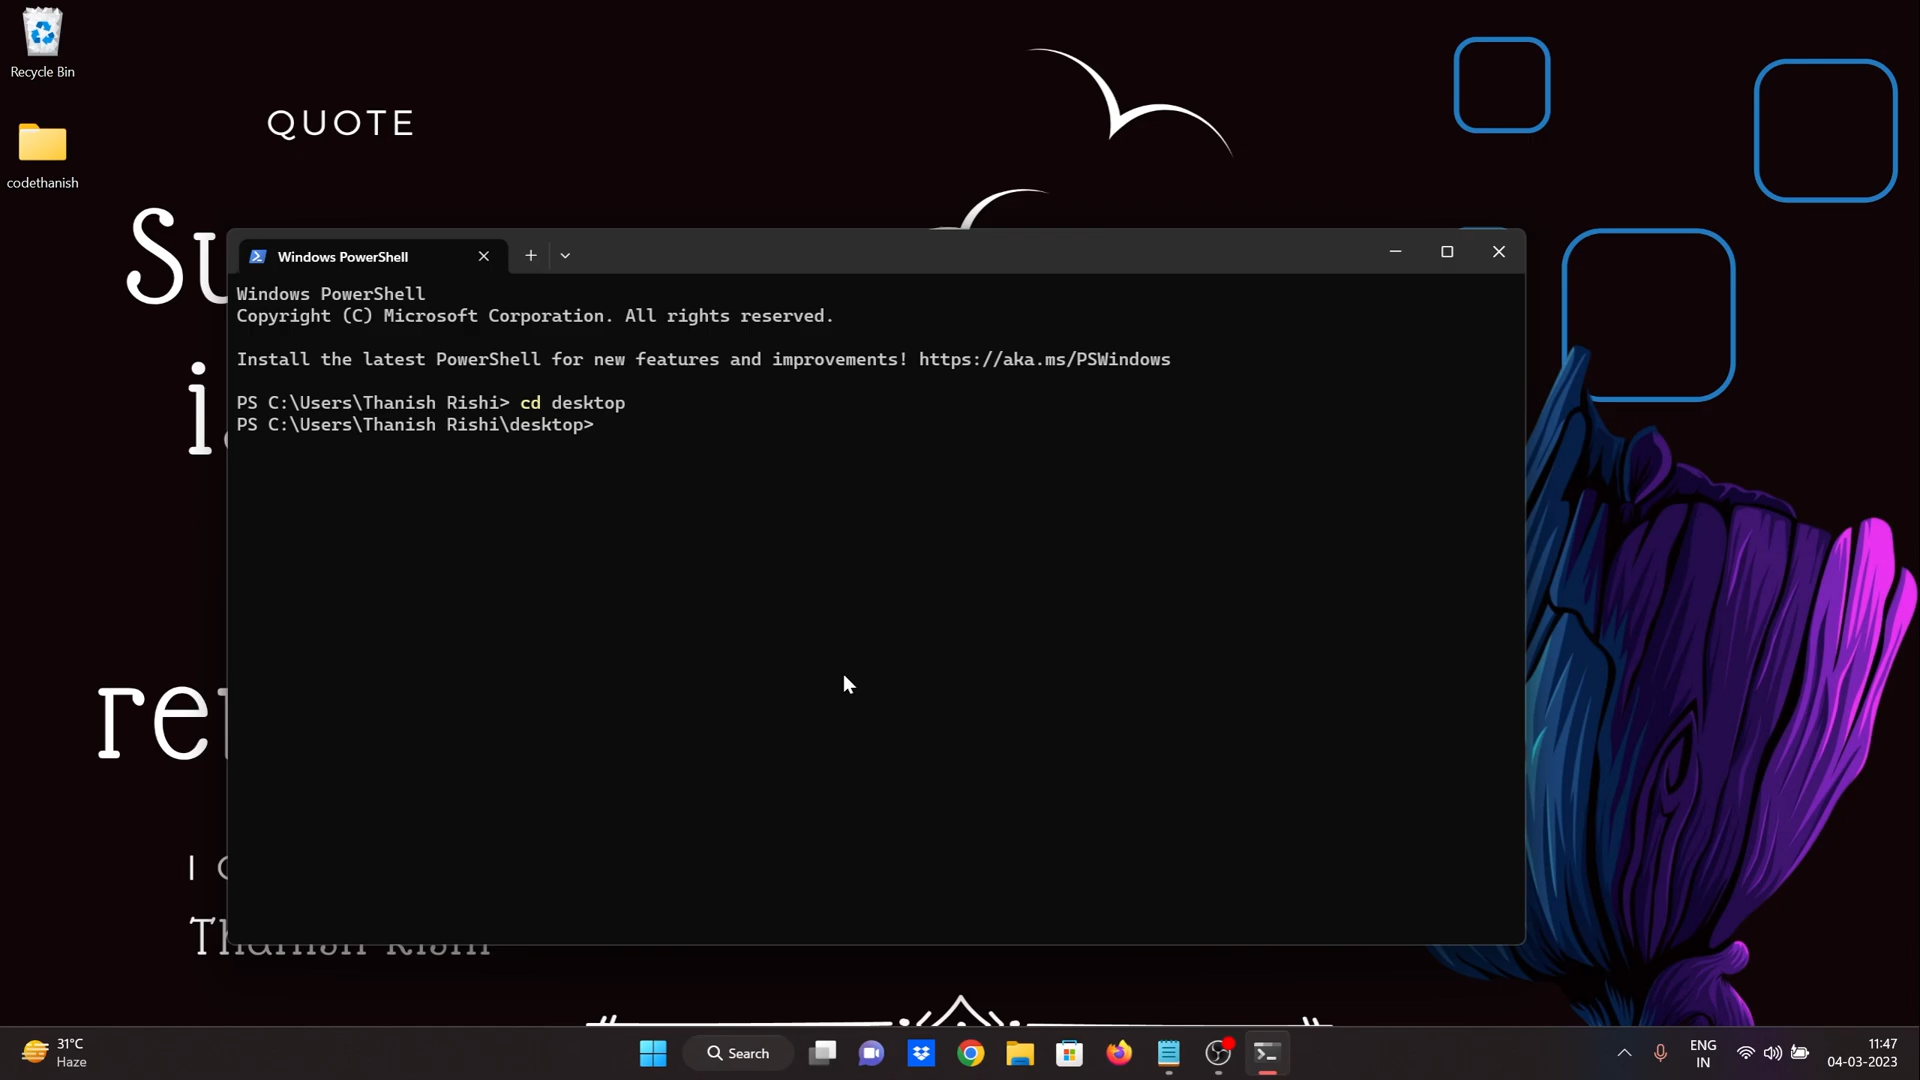 Recycle Bin
codethanish
QUOTE
Windows PowerShell
Windows PowerShell
Copyright (C) Microsoft Corporation. All rights reserved.
Install the latest PowerShell for new features and improvements! https://aka.ms/PSWindows
PS C:\Users\Thanish Rishi> cd desktop
PS C:\Users\Thanish Rishi\desktop>
Thanish Rishi
31°C
Haze
Search
ENG
IN
11:47
04-03-2023